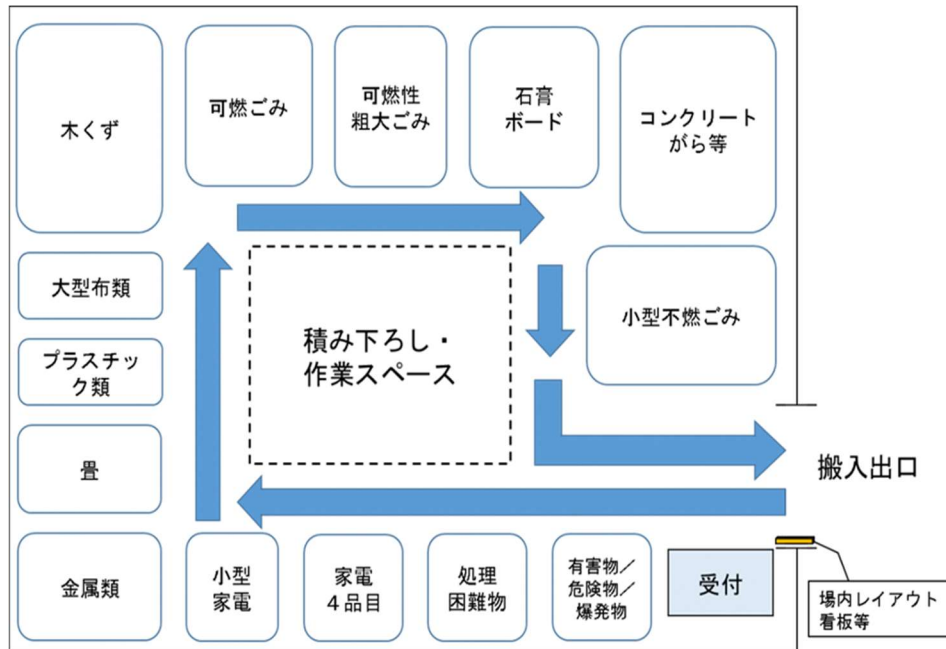 木くず
可燃ごみ
可燃性
粗大ごみ
石膏
ボード
コンクリート
がら等
大型布類
プラスチッ
ク類
畳
金属類
積み下ろし・
作業スペース
小型不燃ごみ
搬入出口
小型
家電
家電
4品目
処理
困難物
有害物／
危険物／
爆発物
受付
場内レイアウト
看板等